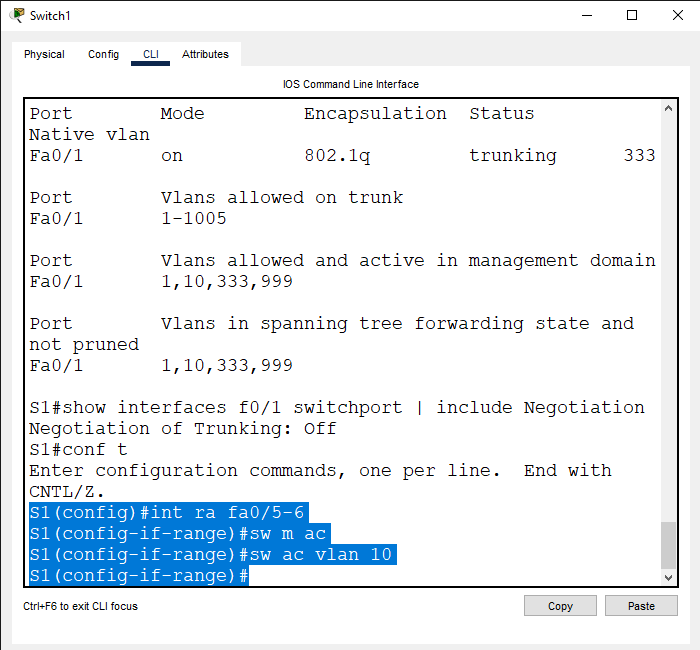 Switch1
Physical Config CLI Attributes
IOS Command Line Interface
Port Mode Encapsulation Status
Native vlan
Fa0/1 on 802.1q trunking 333
Port Vlans allowed on trunk
Fa0/1 1-1005
Port Vlans allowed and active in management domain
Fa0/1 1,10,333,999
Port Vlans in spanning tree forwarding state and
not pruned
Fa0/1 1,10,333,999
S1#show interfaces f0/1 switchport | include Negotiation
Negotiation of Trunking: Off
S1#conf t
Enter configuration commands, one per line. End with
CNTL/Z.
S1(config)#int ra fa0/5-6
S1(config-if-range)#sw m ac
S1(config-if-range)#sw ac vlan 10
S1(config-if-range)#
Ctrl+F6 to exit CLI focus
Copy Paste